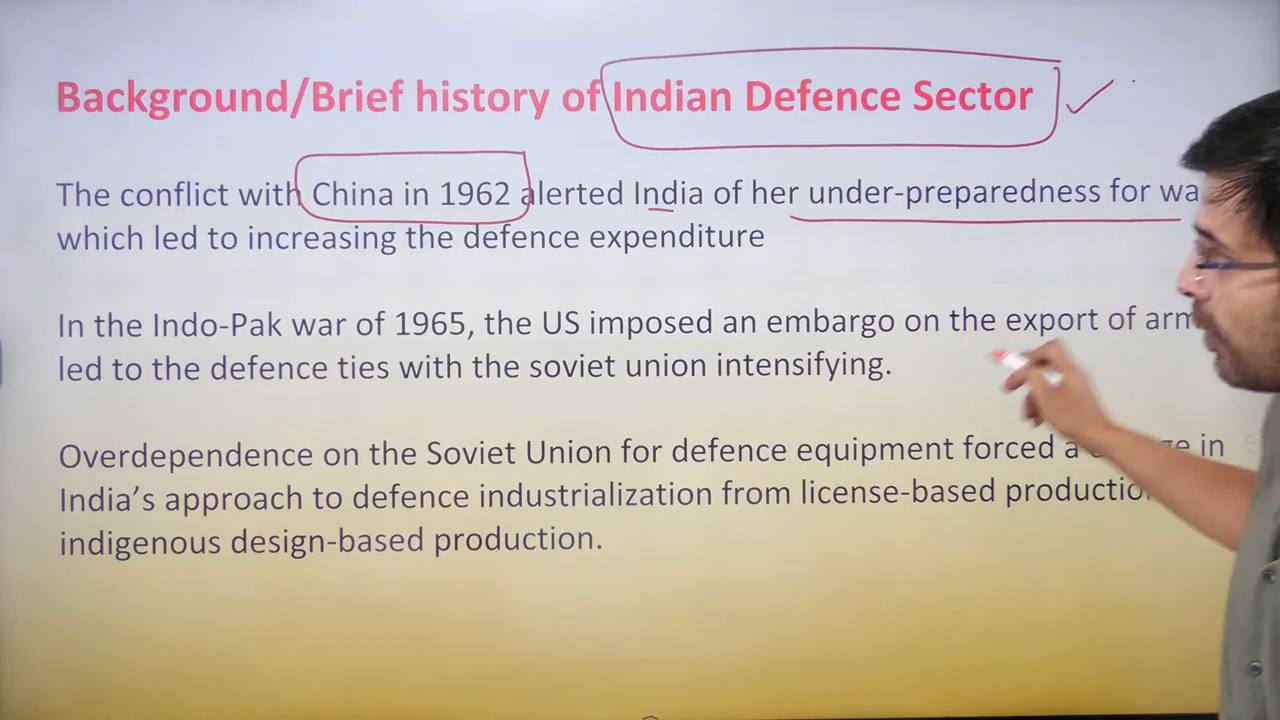 Background/Brief history of Indian Defence Sector
The conflict with China in 1962 alerted India of her under-preparedness for
which led to increasing the defence expenditure
In the Indo-Pak war of 1965, the US imposed an embargo on the export of
led to the defence ties with the soviet union intensifying.
Overdependence on the Soviet Union for defence equipment forced a in
India's approach to defence industrialization from license-based
indigenous design-based production.